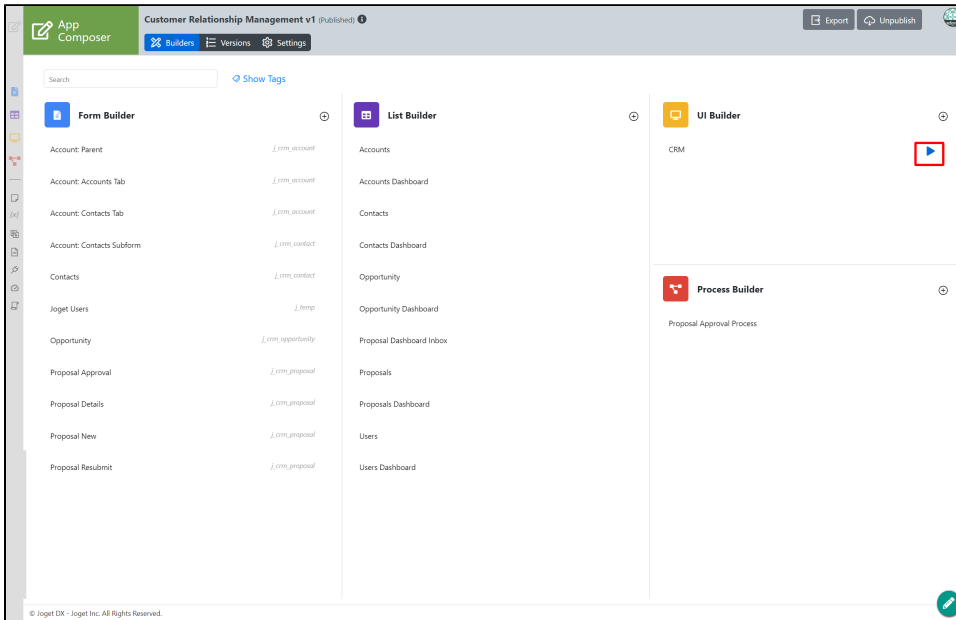 App Composer
Customer Relationship Management v1 (Published)
Builders Versions Settings
Export Unpublish
Search
Show Tags
Form Builder
Account: Parent j_crm_account
Account: Accounts Tab j_crm_account
Account: Contacts Tab j_crm_account
Account: Contacts Subform j_crm_contact
Contacts j_crm_contact
Joget Users j_temp
Opportunity j_crm_opportunity
Proposal Approval j_crm_proposal
Proposal Details j_crm_proposal
Proposal New j_crm_proposal
Proposal Resubmit j_crm_proposal
List Builder
Accounts
Accounts Dashboard
Contacts
Contacts Dashboard
Opportunity
Opportunity Dashboard
Proposal Dashboard Inbox
Proposals
Proposals Dashboard
Users
Users Dashboard
UI Builder
CRM
Process Builder
Proposal Approval Process
© Joget DX - Joget Inc. All Rights Reserved.